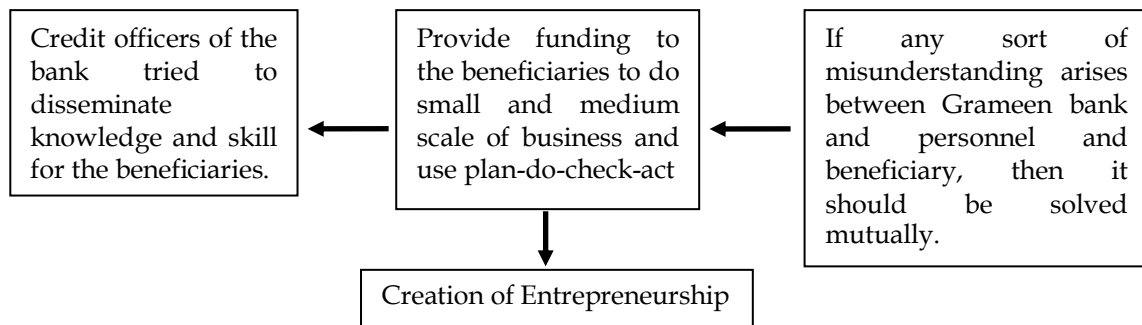 Credit officers of the
bank tried to
disseminate
knowledge and skill
for the beneficiaries.
Provide funding to
the beneficiaries to do
small and medium
scale of business and
use plan-do-check-act
If any sort of
misunderstanding arises
between Grameen bank
and personnel and
beneficiary, then it
should be solved
mutually.
Creation of Entrepreneurship